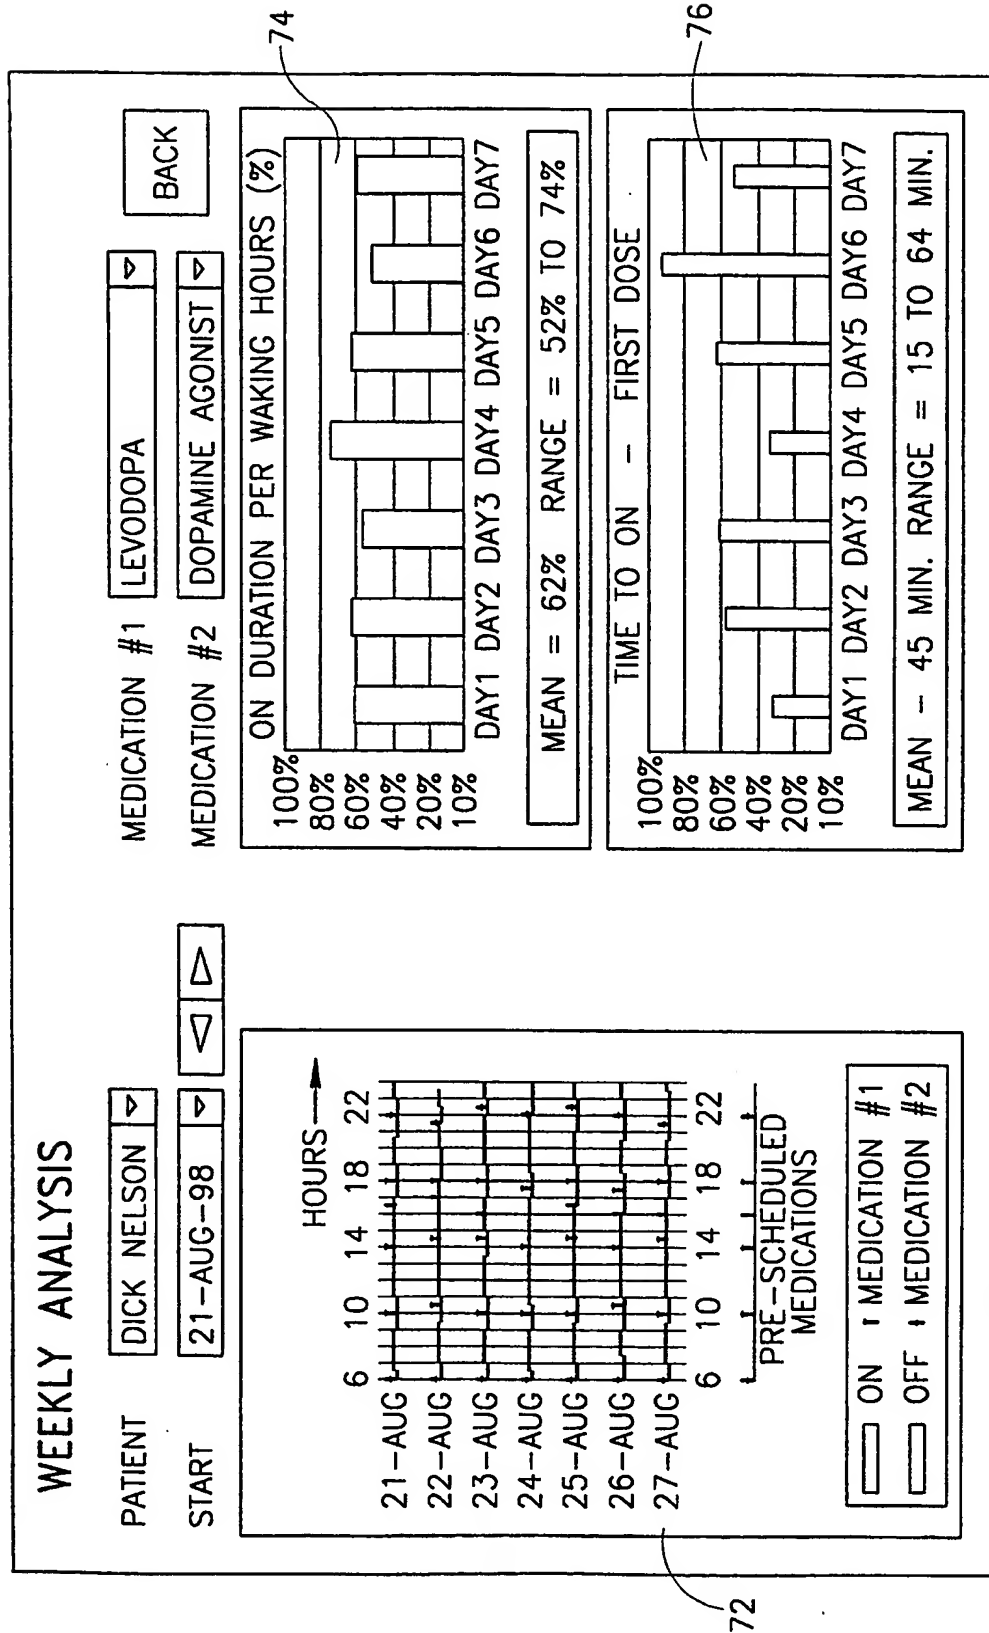 WEEKLY ANALYSIS
PATIENT DICK NELSON
START 21-AUG-98
MEDICATION #1 LEVODOPA
MEDICATION #2 DOPAMINE AGONIST
BACK
HOURS
6 10 14 18 22
21-AUG
22-AUG
23-AUG
24-AUG
25-AUG
26-AUG
27-AUG
6 10 14 18 22
PRE-SCHEDULED
MEDICATIONS
ON MEDICATION #1
OFF MEDICATION #2
72
ON DURATION PER WAKING HOURS (%)
100%
80%
60%
40%
20%
10%
DAY1 DAY2 DAY3 DAY4 DAY5 DAY6 DAY7
MEAN = 62% RANGE = 52% TO 74%
74
TIME TO ON - FIRST DOSE
100%
80%
60%
40%
20%
10%
DAY1 DAY2 DAY3 DAY4 DAY5 DAY6 DAY7
MEAN - 45 MIN. RANGE = 15 TO 64 MIN.
76